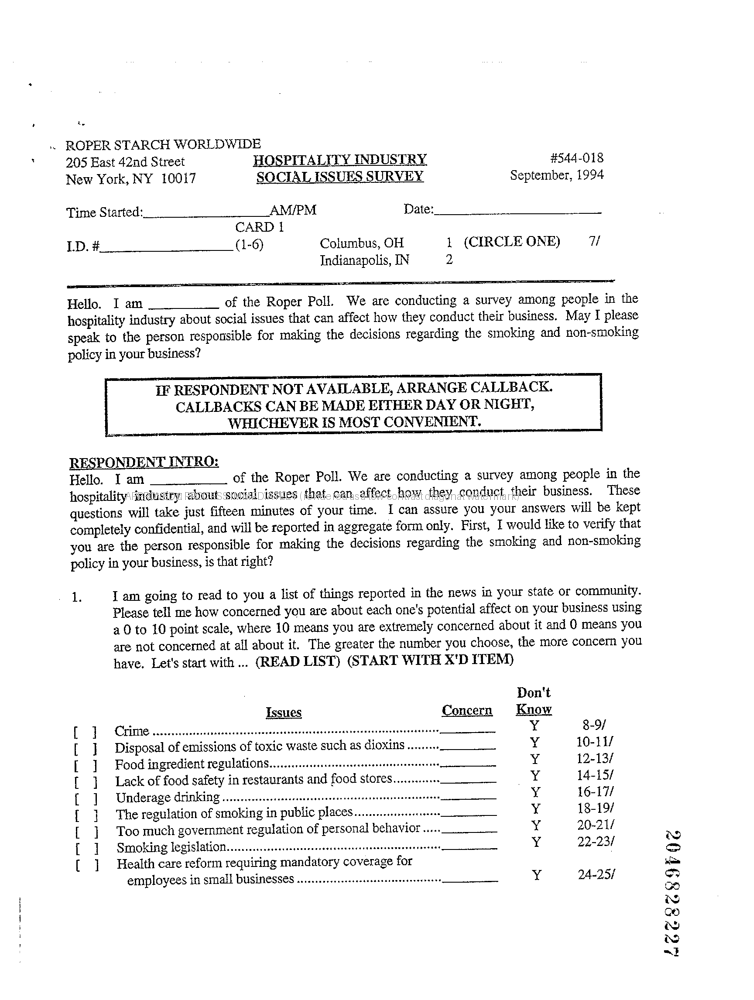 ROPER STARCH WORLDWIDE
205 East 42nd Street HOSPITALITY INDUSTRY #544-018
New York, NY 10017 SOCIAL ISSUES SURVEY September, 1994
Time Started:____________________AM/PM Date:__________________________
CARD 1
I.D. #____________________(1-6) Columbus, OH 1 (CIRCLE ONE) 7/
Indianapolis, IN 2
Hello. I am __________ of the Roper Poll. We are conducting a survey among people in the
hospitality industry about social issues that can affect how they conduct their business. May I please
speak to the person responsible for making the decisions regarding the smoking and non-smoking
policy in your business?
IF RESPONDENT NOT AVAILABLE, ARRANGE CALLBACK.
CALLBACKS CAN BE MADE EITHER DAY OR NIGHT,
WHICHEVER IS MOST CONVENIENT.
RESPONDENT INTRO:
Hello. I am ___________ of the Roper Poll. We are conducting a survey among people in the
hospitality industry about social issues that can affect how they conduct their business. These
questions will take just fifteen minutes of your time. I can assure you your answers will be kept
completely confidential, and will be reported in aggregate form only. First, I would like to verify that
you are the person responsible for making the decisions regarding the smoking and non-smoking
policy in your business, is that right?
1. I am going to read to you a list of things reported in the news in your state or community.
Please tell me how concerned you are about each one's potential affect on your business using
a 0 to 10 point scale, where 10 means you are extremely concerned about it and 0 means you
are not concerned at all about it. The greater the number you choose, the more concern you
have. Let's start with ... (READ LIST) (START WITH X'D ITEM)
Don't
Issues Concern Know
[ ] Crime ..........________ Y 8-9/
[ ] Disposal of emissions of toxic waste such as dioxins .........________ Y 10-11/
[ ] Food ingredient regulations..........________ Y 12-13/
[ ] Lack of food safety in restaurants and food stores..........________ Y 14-15/
[ ] Underage drinking ..........________ Y 16-17/
[ ] The regulation of smoking in public places..........________ Y 18-19/
[ ] Too much government regulation of personal behavior .....________ Y 20-21/
[ ] Smoking legislation..........________ Y 22-23/
[ ] Health care reform requiring mandatory coverage for
employees in small businesses ..........________ Y 24-25/
2046828227